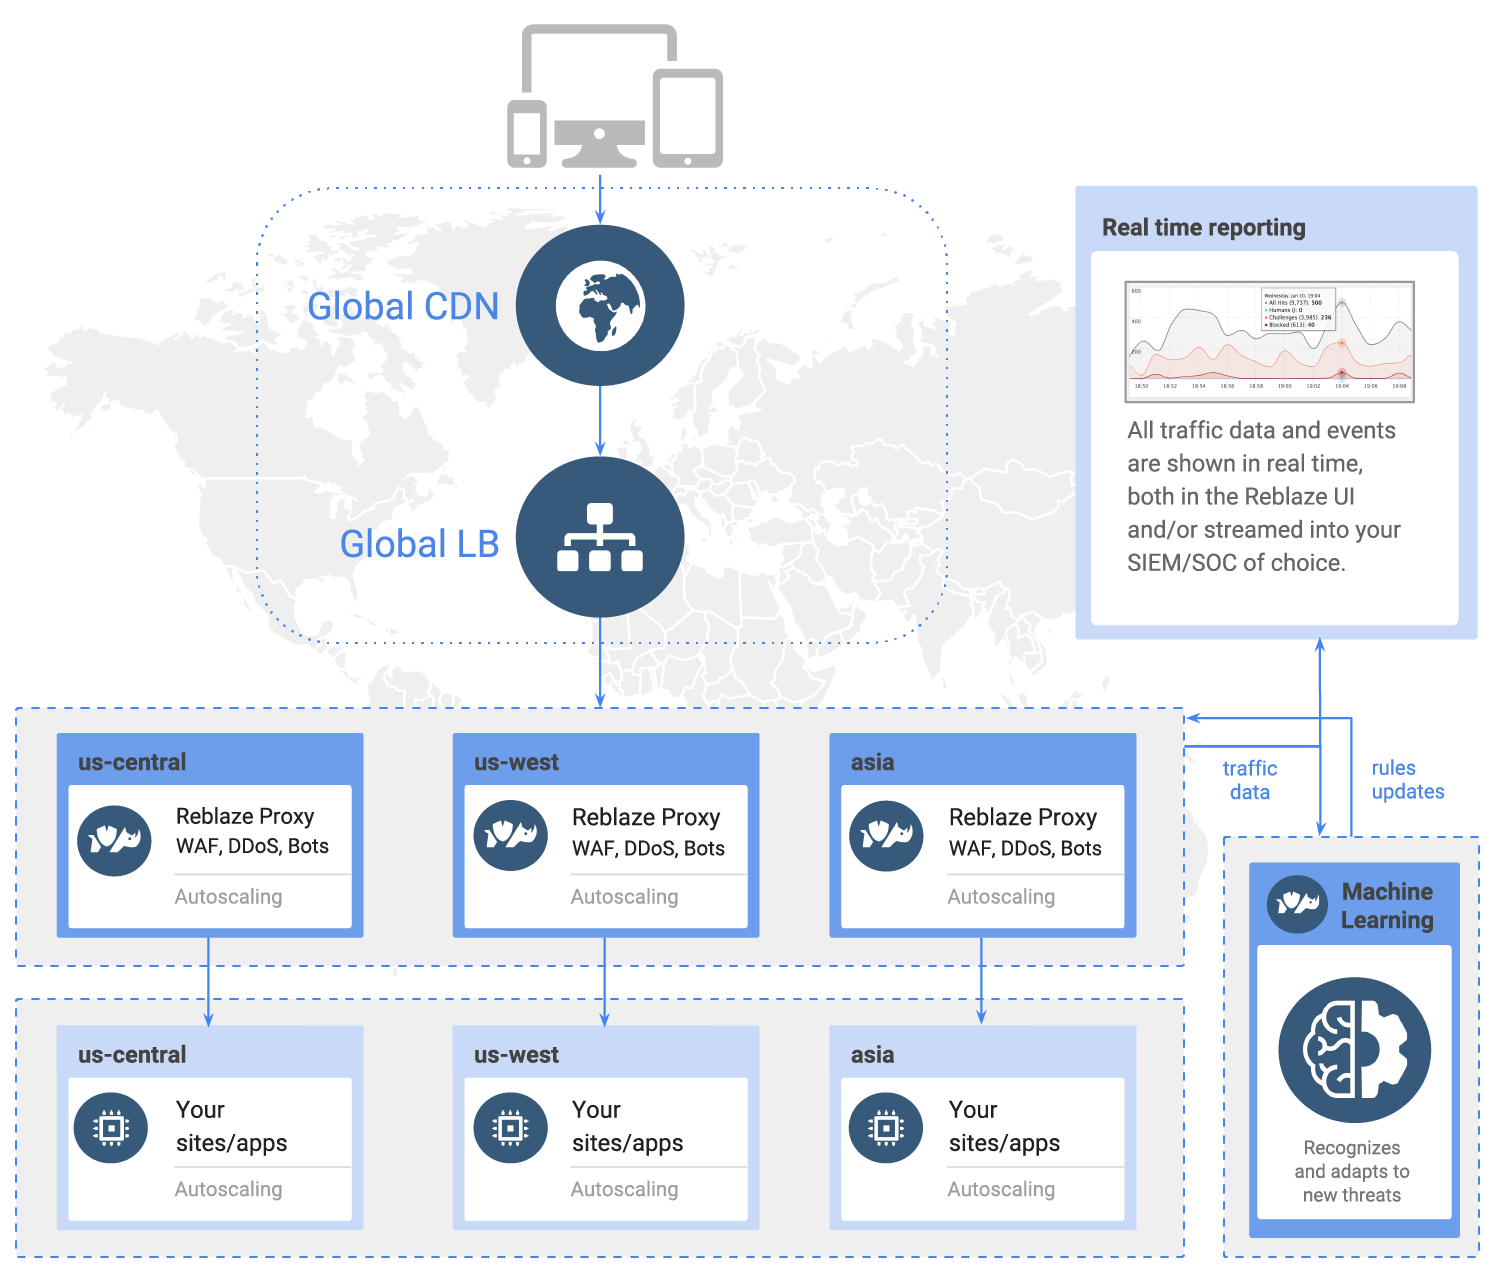 Global CDN
Global LB
Real time reporting
600
400
200
Wednesday, Jan 10, 19:04
All Hits (9,737): 500
Humans (): 0
Challenges (3,985): 236
Blocked (613): 40
18:50 18:52 18:54 18:56 18:58 19:00 19:02 19:04 19:06 19:08
All traffic data and events
are shown in real time,
both in the Reblaze UI
and/or streamed into your
SIEM/SOC of choice.
us-central
Reblaze Proxy
WAF, DDoS, Bots
Autoscaling
us-west
Reblaze Proxy
WAF, DDoS, Bots
Autoscaling
asia
Reblaze Proxy
WAF, DDoS, Bots
Autoscaling
traffic
data
rules
updates
us-central
Your
sites/apps
Autoscaling
us-west
Your
sites/apps
Autoscaling
asia
Your
sites/apps
Autoscaling
Machine
Learning
Recognizes
and adapts to
new threats